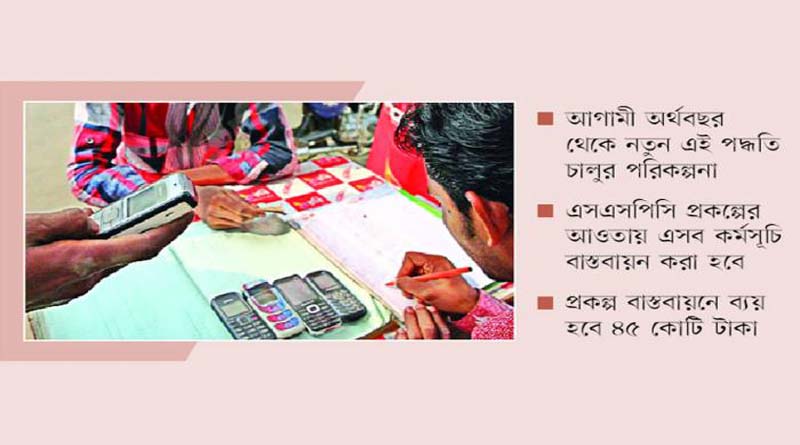 আগামী অর্থবছর
থেকে নতুন এই পদ্ধতি
চালুর পরিকল্পনা
এসএসপিসি প্রকল্পের
আওতায় এসব কর্মসূচি
বাস্তবায়ন করা হবে
প্রকল্প বাস্তবায়নে ব্যয়
হবে ৪৫ কোটি টাকা